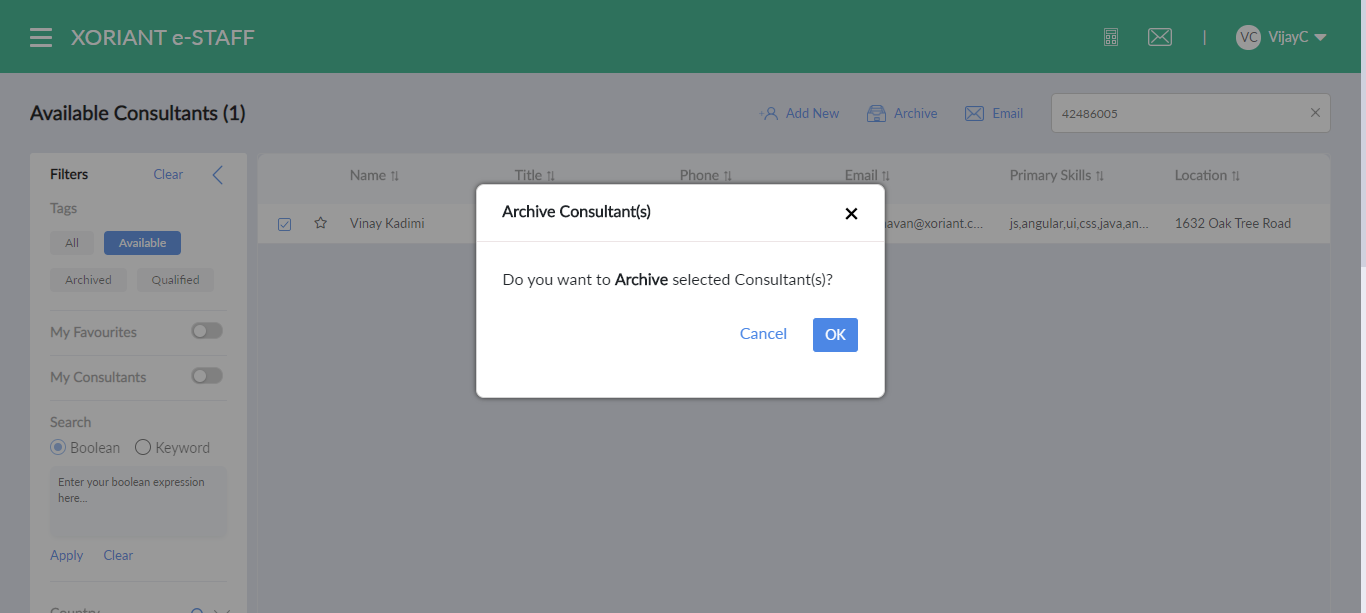 XORIANT e-STAFF
| VC VijayC
Available Consultants (1)
Add New Archive Email 42486005
Filters Clear
Name Title Phone Email Primary Skills Location
Tags
All Available
Vinay Kadimi js,angular,ui,css,java,an... 1632 Oak Tree Road
Archived Qualified
Archive Consultant(s)
Do you want to Archive selected Consultant(s)?
Cancel OK
My Favourites
My Consultants
Search
Boolean Keyword
Enter your boolean expression
here...
Apply Clear
Country